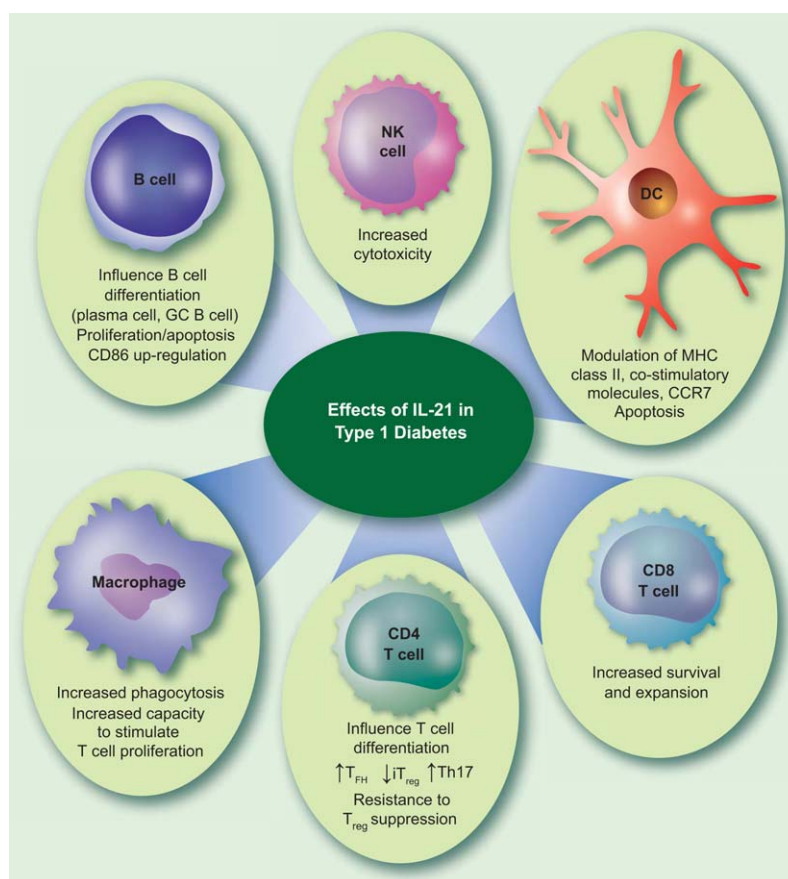 B cell
Influence B cell
differentiation
(plasma cell, GC B cell)
Proliferation/apoptosis
CD86 up-regulation
NK
cell
Increased
cytotoxicity
DC
Modulation of MHC
class II, co-stimulatory
molecules, CCR7
Apoptosis
Effects of IL-21 in
Type 1 Diabetes
Macrophage
Increased phagocytosis
Increased capacity
to stimulate
T cell proliferation
CD4
T cell
Influence T cell
differentiation
↑TFH ↓iTreg ↑Th17
Resistance to
Treg suppression
CD8
T cell
Increased survival
and expansion